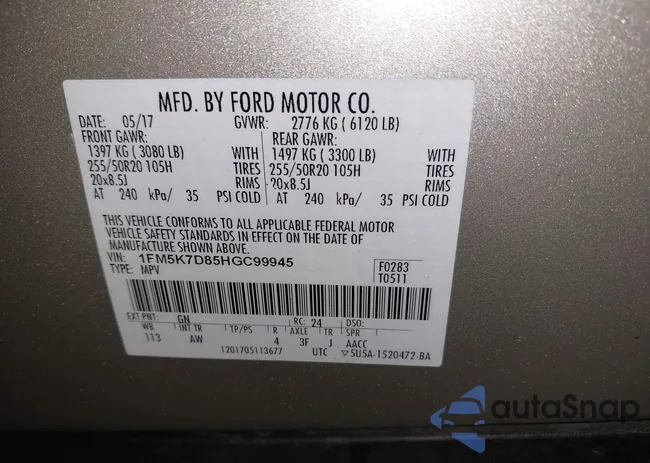 MFD. BY FORD MOTOR CO.
DATE: 05/17 GVWR: 2776 KG ( 6120 LB)
FRONT GAWR: REAR GAWR:
1397 KG ( 3080 LB) WITH 1497 KG ( 3300 LB) WITH
255/50R20 105H TIRES 255/50R20 105H TIRES
20x8.5J RIMS 20x8.5J RIMS
AT 240 kPa/ 35 PSI COLD AT 240 kPa/ 35 PSI COLD
THIS VEHICLE CONFORMS TO ALL APPLICABLE FEDERAL MOTOR
VEHICLE SAFETY STANDARDS IN EFFECT ON THE DATE OF
MANUFACTURE SHOWN ABOVE.
VIN: 1FM5K7D85HGC99945
TYPE: MPV
F0283
T0511
EXT PNT: GN RC: 24 DSO:
WB INT TR TP/PS R AXLE TR SPR
113 AW 4 3F J AACC
1201705113677 UTC ▽5U5A-1520472-BA
autoSnap